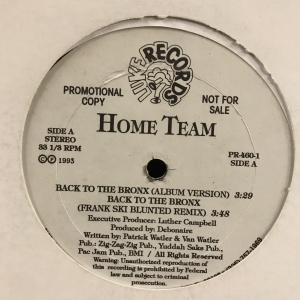 LUKE
RECORDS
PROMOTIONAL
COPY
NOT FOR
SALE
SIDE A
STEREO
33 1/3 RPM
HOME TEAM
PR-460-1
SIDE A
©℗ 1993
BACK TO THE BRONX (ALBUM VERSION) 3:29
BACK TO THE BRONX
(FRANK SKI BLUNTED REMIX) 3:48
Executive Producer: Luther Campbell
Produced by: Debonaire
Written by: Patrick Watler & Van Watler
Pub.: Zig-Zag-Zig Pub., Yaddah Sake Pub.,
Pac Jam Pub., BMI / All Rights Reserved
Warning: Unauthorized reproduction of
this recording is prohibited by Federal
law and subject to criminal
prosecution.